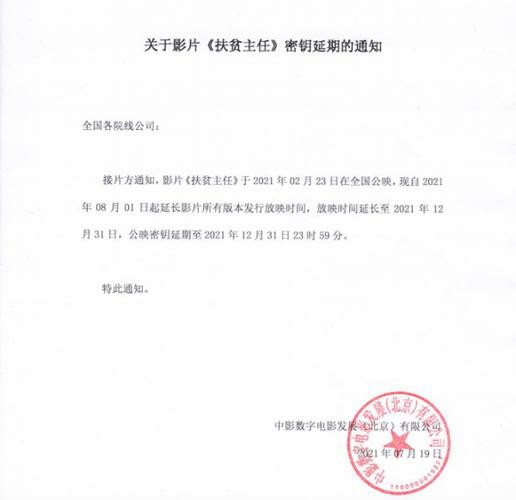 关于影片《扶贫主任》密钥延期的通知
全国各院线公司：
接片方通知，影片《扶贫主任》于 2021 年 02 月 23 日在全国公映，现自 2021
年 08 月 01 日起延长影片所有版本发行放映时间，放映时间延长至 2021 年 12
月 31 日，公映密钥延期至 2021 年 12 月 31 日 23 时 59 分。
特此通知。
中影数字电影发展（北京）有限公司
2021 年 07 月 19 日
中影数字电影发展(北京)有限公司